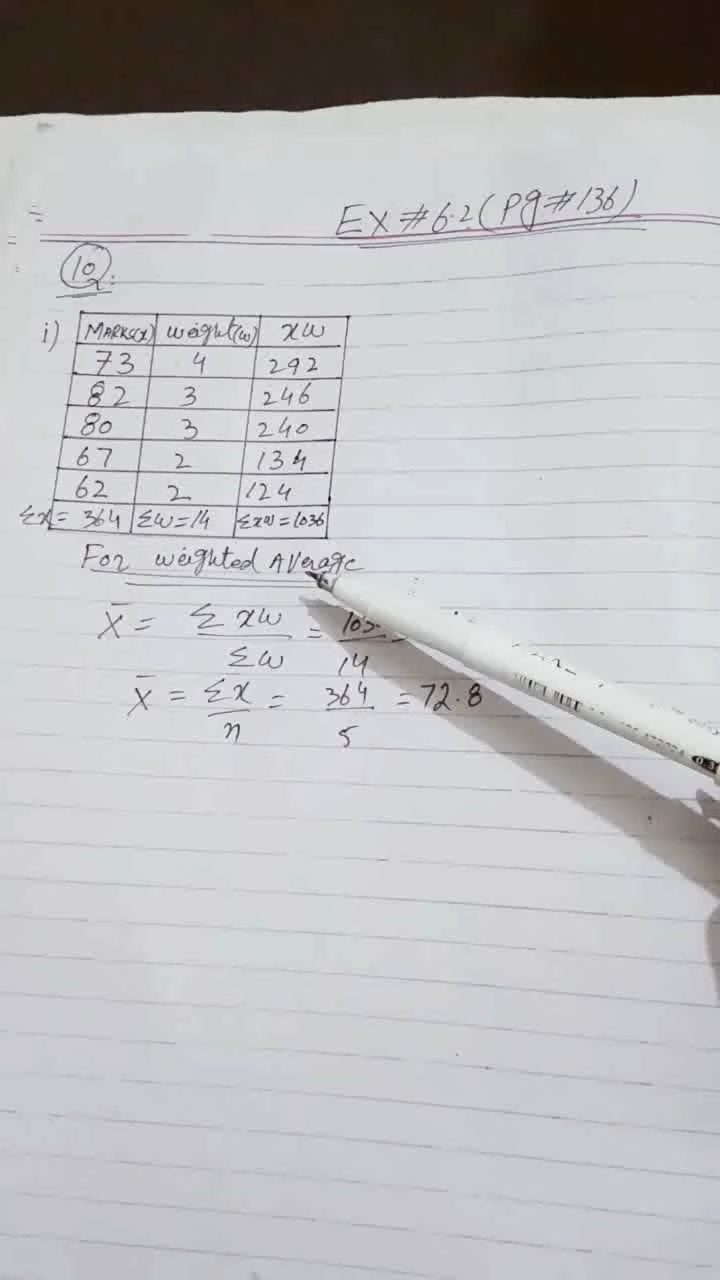 Ex #6.2 (Pg #136)
10
i) MARKS(x) weight(w) xw
73 4 292
82 3 246
80 3 240
67 2 134
62 2 124
Σx = 364 Σw = 14 Σxw = 1036
For weighted Average
X̄ = Σxw / Σw = 103 / 14
X̄ = Σx / n = 364 / 5 = 72.8